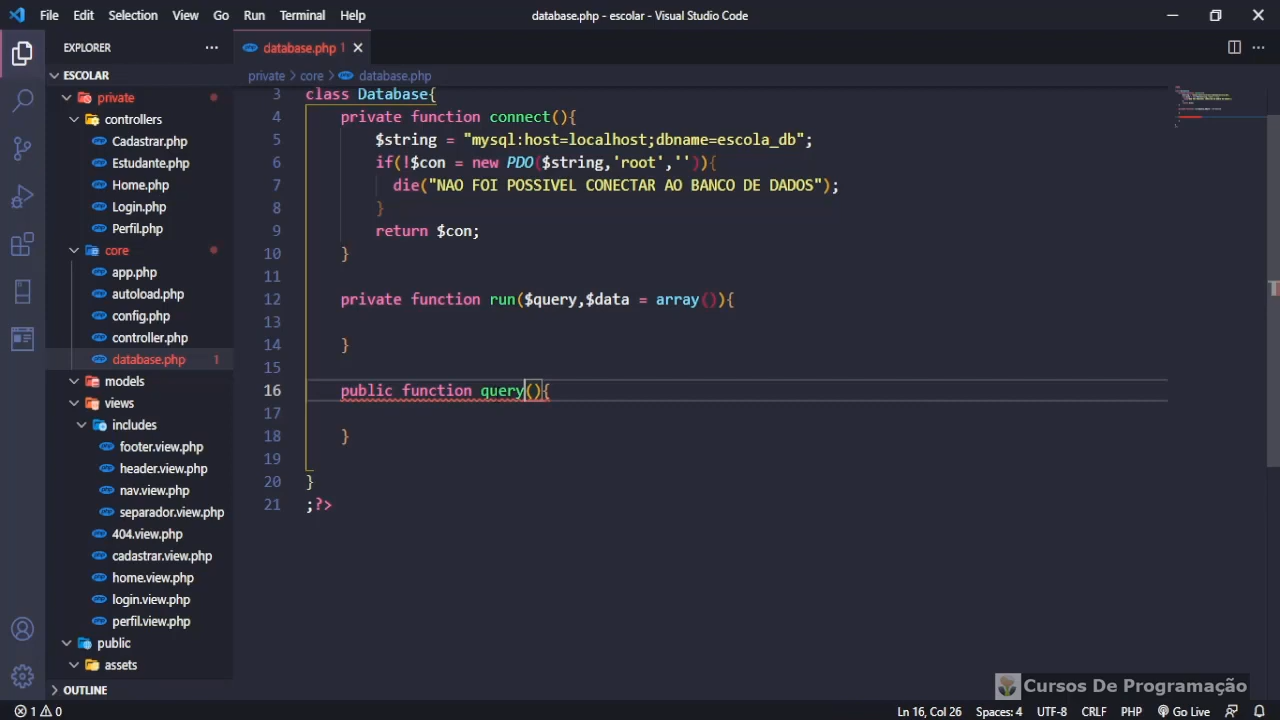 File Edit Selection View Go Run Terminal Help database.php - escolar - Visual Studio Code
EXPLORER ··· database.php 1
private > core > database.php
ESCOLAR
private
controllers
Cadastrar.php
Estudante.php
Home.php
Login.php
Perfil.php
core
app.php
autoload.php
config.php
controller.php
database.php 1
models
views
includes
footer.view.php
header.view.php
nav.view.php
separador.view.php
404.view.php
cadastrar.view.php
home.view.php
login.view.php
perfil.view.php
public
assets
OUTLINE
3 class Database{
4 private function connect(){
5 $string = "mysql:host=localhost;dbname=escola_db";
6 if(!$con = new PDO($string,'root','')){
7 die("NAO FOI POSSIVEL CONECTAR AO BANCO DE DADOS");
8 }
9 return $con;
10 }
11
12 private function run($query,$data = array()){
13
14 }
15
16 public function query(){
17
18 }
19
20 }
21 ;?>
Cursos De Programação
1 0 Ln 16, Col 26 Spaces: 4 UTF-8 CRLF PHP Go Live